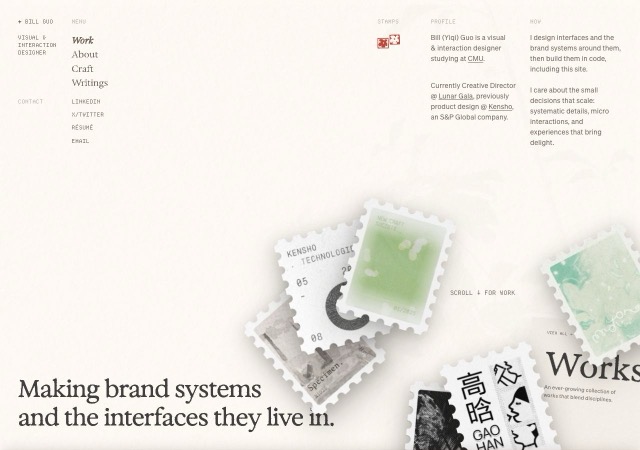 ✦ BILL GUO
VISUAL &
INTERACTION
DESIGNER
MENU
Work
About
Craft
Writings
CONTACT
LINKEDIN
X/TWITTER
RÉSUMÉ
EMAIL
STAMPS
PROFILE
Bill (Yiqi) Guo is a visual
& interaction designer
studying at CMU.
Currently Creative Director
@ Lunar Gala, previously
product design @ Kensho,
an S&P Global company.
NOW
I design interfaces and the
brand systems around them,
then build them in code,
including this site.
I care about the small
decisions that scale:
systematic details, micro
interactions, and
experiences that bring
delight.
KENSHO
TECHNOLOGIE
05
20
08
Specimen.
SCROLL ↓ FOR WORK
VIEW ALL
Works
An ever-growing collection of
works that blend disciplines.
高
晗
GAO
HAN
Making brand systems
and the interfaces they live in.